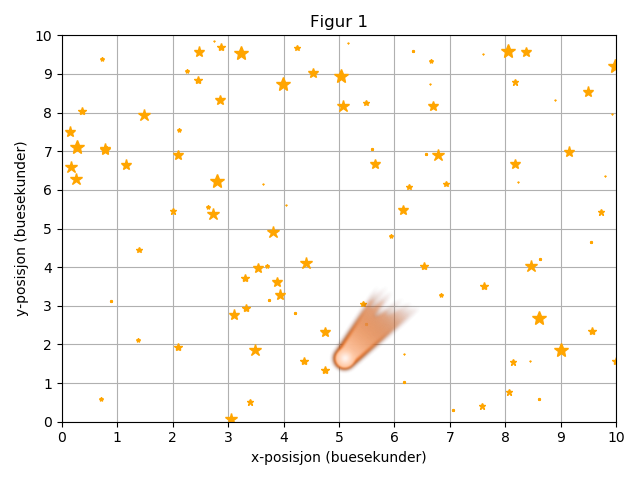 Figur 1
y-posisjon (buesekunder)
10
9
8
7
6
5
4
3
2
1
0
0 1 2 3 4 5 6 7 8 9 10
x-posisjon (buesekunder)